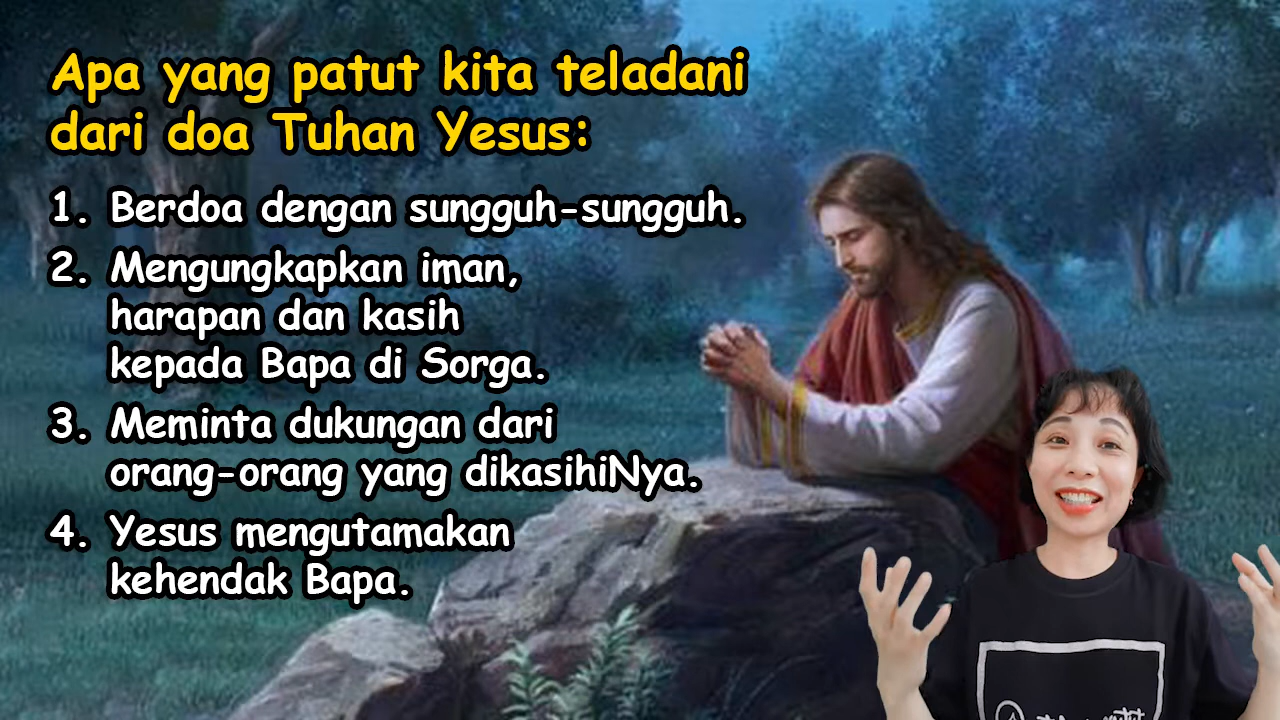 Apa yang patut kita teladani
dari doa Tuhan Yesus:
1. Berdoa dengan sungguh-sungguh.
2. Mengungkapkan iman,
harapan dan kasih
kepada Bapa di Sorga.
3. Meminta dukungan dari
orang-orang yang dikasihiNya.
4. Yesus mengutamakan
kehendak Bapa.